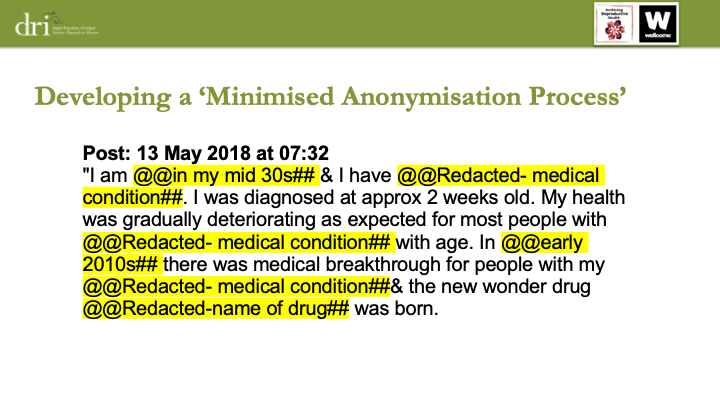 dri
Digital Repository of Ireland
Archiving
Reproductive
Health
W
wellcome
Developing a ‘Minimised Anonymisation Process’
Post: 13 May 2018 at 07:32
"I am @@in my mid 30s## & I have @@Redacted- medical
condition##. I was diagnosed at approx 2 weeks old. My health
was gradually deteriorating as expected for most people with
@@Redacted- medical condition## with age. In @@early
2010s## there was medical breakthrough for people with my
@@Redacted- medical condition##& the new wonder drug
@@Redacted-name of drug## was born.